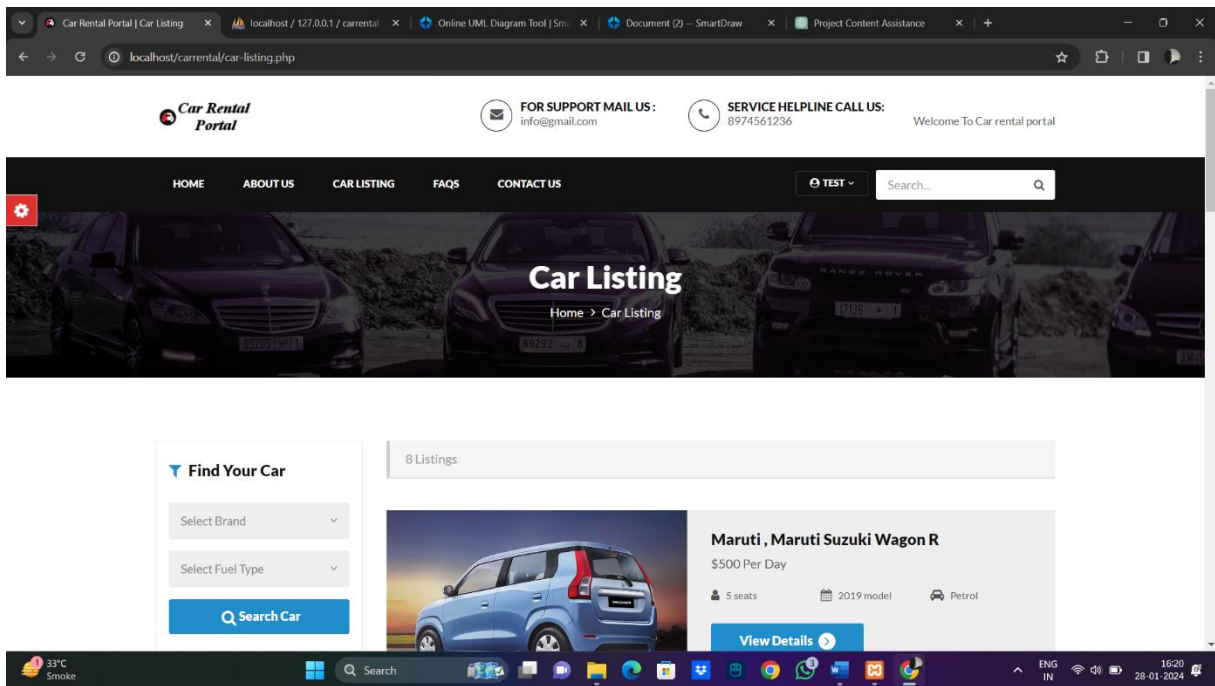 Car Rental Portal | Car Listing
localhost / 127.0.0.1 / carrental
Online UML Diagram Tool | Sm
Document (2) -- SmartDraw
Project Content Assistance
localhost/carrental/car-listing.php
Car Rental
Portal
FOR SUPPORT MAIL US :
info@gmail.com
SERVICE HELPLINE CALL US:
8974561236
Welcome To Car rental portal
HOME
ABOUT US
CAR LISTING
FAQS
CONTACT US
TEST
Search...
RANGE ROVER
Car Listing
Home > Car Listing
17135
89292
8 Listings
Find Your Car
Select Brand
Select Fuel Type
Search Car
Maruti , Maruti Suzuki Wagon R
$500 Per Day
5 seats
2019 model
Petrol
View Details
1
33°C
Smoke
Search
ENG
IN
16:20
28-01-2024